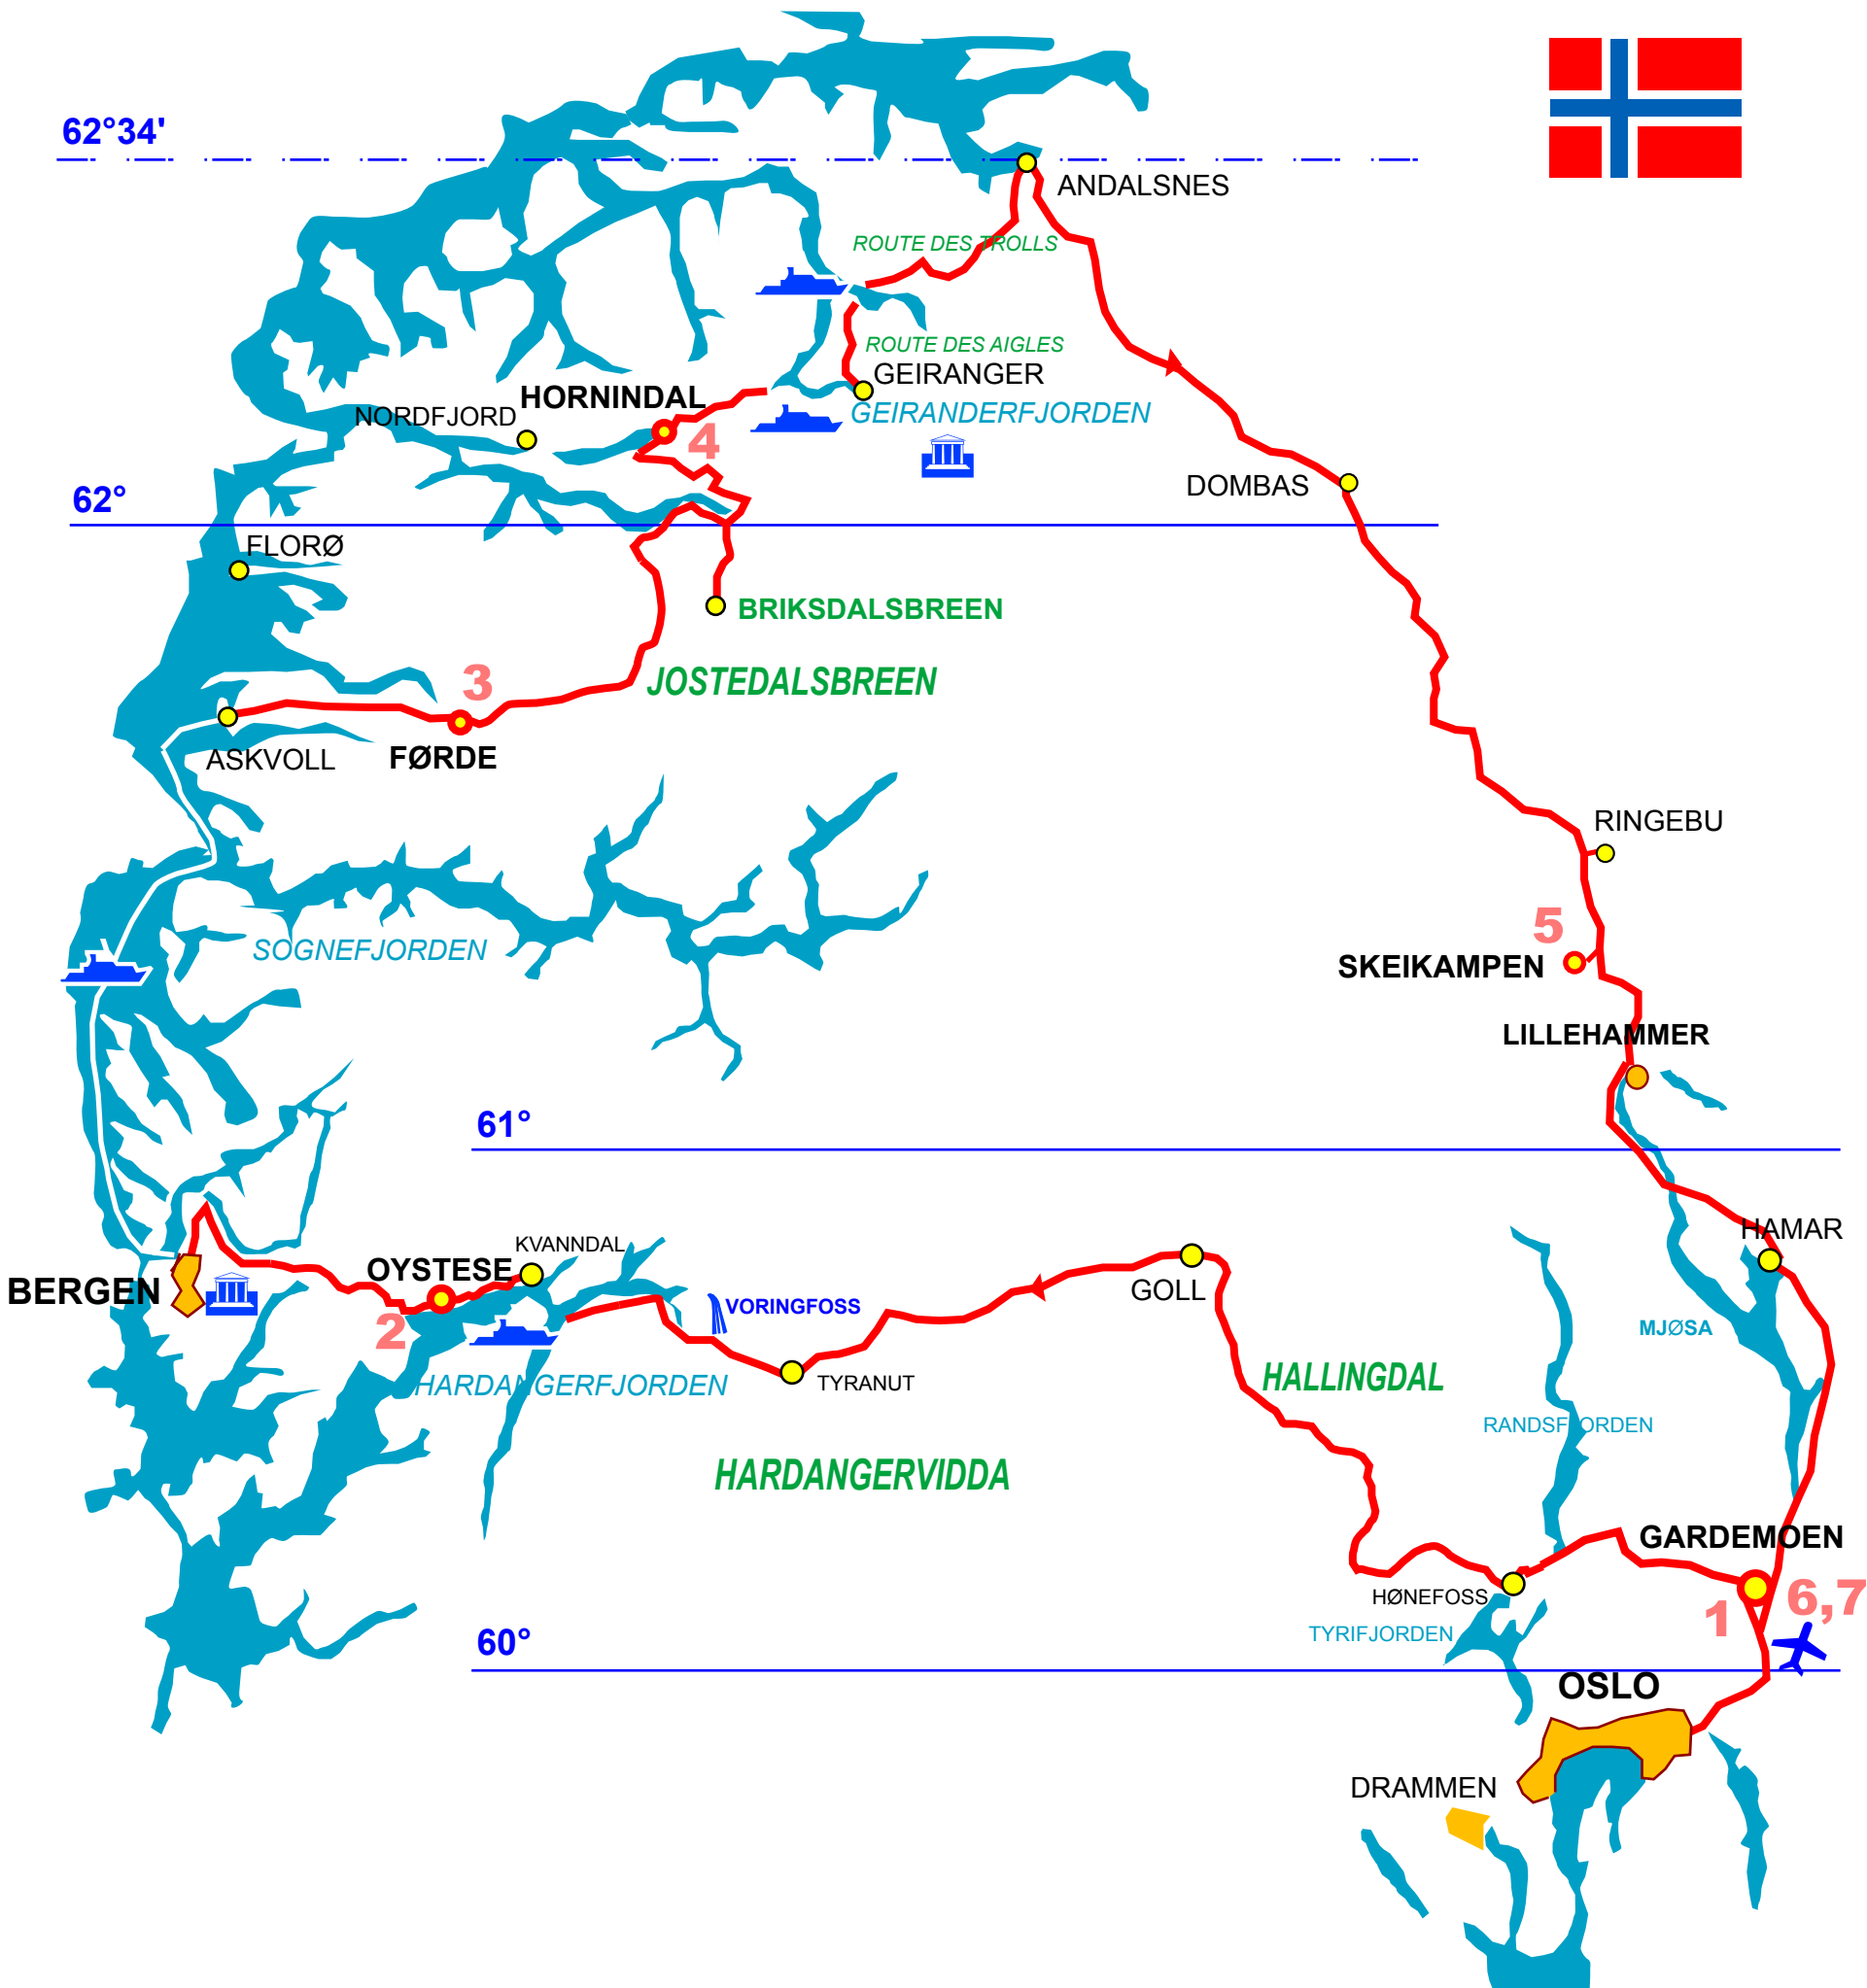 62°34'
ANDALSNES
ROUTE DES TROLLS
ROUTE DES AIGLES
GEIRANGER
HORNINDAL
NORDFJORD
GEIRANDERFJORDEN
4
DOMBAS
62°
FLORØ
BRIKSDALSBREEN
3
JOSTEDALSBREEN
ASKVOLL
FØRDE
RINGEBU
5
SOGNEFJORDEN
SKEIKAMPEN
LILLEHAMMER
61°
HAMAR
KVANNDAL
OYSTESE
BERGEN
GOLL
VORINGFOSS
2
MJØSA
HARDANGERFJORDEN
TYRANUT
HALLINGDAL
RANDSFJORDEN
HARDANGERVIDDA
GARDEMOEN
HØNEFOSS
6,7
1
TYRIFJORDEN
60°
OSLO
DRAMMEN